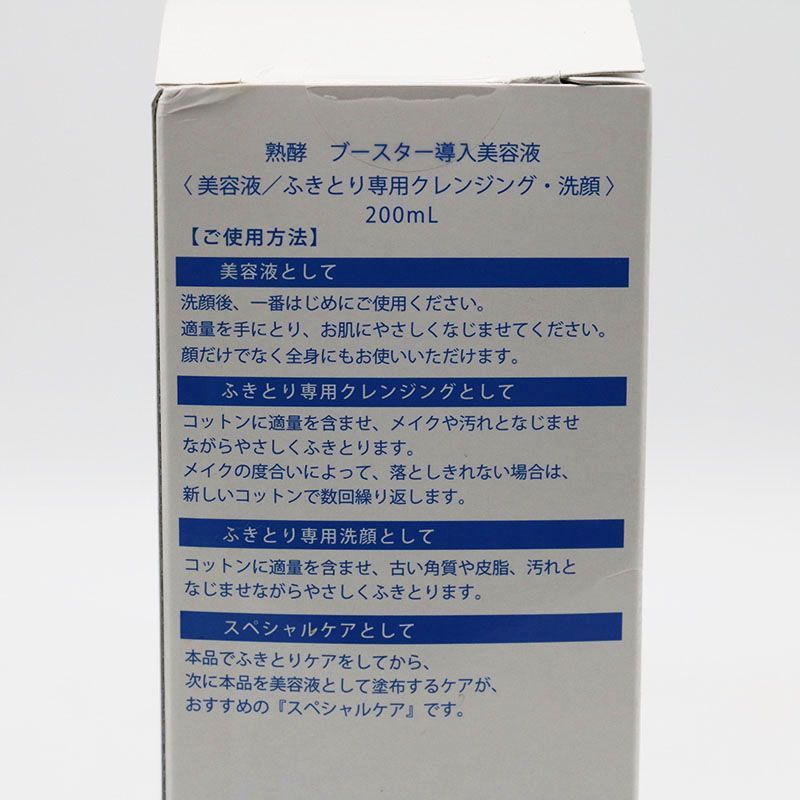 熟酵　ブースター導入美容液
〈美容液／ふきとり専用クレンジング・洗顔〉
200mL
【ご使用方法】
美容液として
洗顔後、一番はじめにご使用ください。
適量を手にとり、お肌にやさしくなじませてください。
顔だけでなく全身にもお使いいただけます。
ふきとり専用クレンジングとして
コットンに適量を含ませ、メイクや汚れとなじませ
ながらやさしくふきとります。
メイクの度合いによって、落としきれない場合は、
新しいコットンで数回繰り返します。
ふきとり専用洗顔として
コットンに適量を含ませ、古い角質や皮脂、汚れと
なじませながらやさしくふきとります。
スペシャルケアとして
本品でふきとりケアをしてから、
次に本品を美容液として塗布するケアが、
おすすめの『スペシャルケア』です。